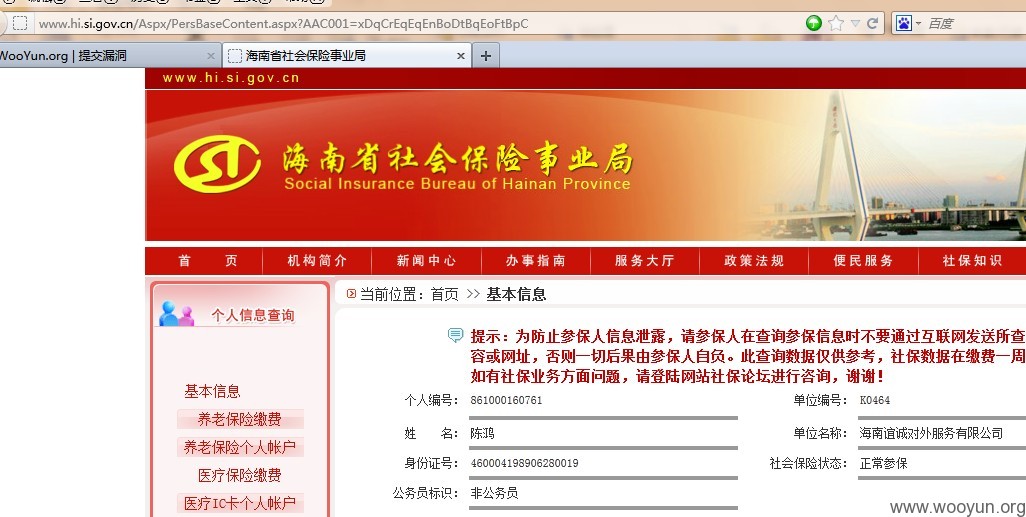 www.hi.si.gov.cn/Aspx/PersBaseContent.aspx?AAC001=xDqCrEqEqEnBoDtBqEoFtBpC
百度
WooYun.org | 提交漏洞
海南省社会保险事业局
www.hi.si.gov.cn
海南省社会保险事业局
Social Insurance Bureau of Hainan Province
首 页 机构简介 新闻中心 办事指南 服务大厅 政策法规 便民服务 社保知识
个人信息查询
基本信息
养老保险缴费
养老保险个人帐户
医疗保险缴费
医疗IC卡个人帐户
当前位置：首页 >> 基本信息
提示：为防止参保人信息泄露，请参保人在查询参保信息时不要通过互联网发送所查
容或网址，否则一切后果由参保人自负。此查询数据仅供参考，社保数据在缴费一周
如有社保业务方面问题，请登陆网站社保论坛进行咨询，谢谢！
个人编号： 861000160761 单位编号： K0464
姓 名： 陈鸿 单位名称： 海南谊诚对外服务有限公司
身份证号： 460004198906280019 社会保险状态： 正常参保
公务员标识： 非公务员
www.wooyun.org